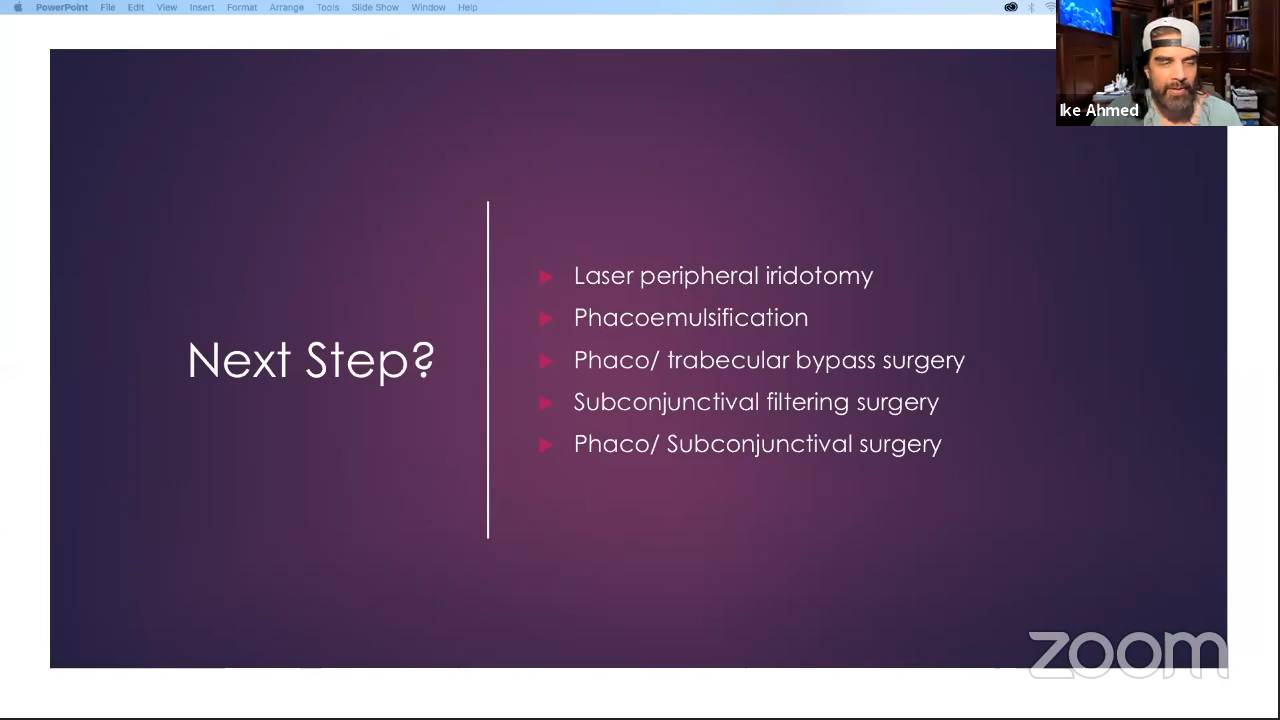 PowerPoint File Edit View Insert Format Arrange Tools Slide Show Window Help
Ike Ahmed
Next Step?
Laser peripheral iridotomy
Phacoemulsification
Phaco/ trabecular bypass surgery
Subconjunctival filtering surgery
Phaco/ Subconjunctival surgery
zoom